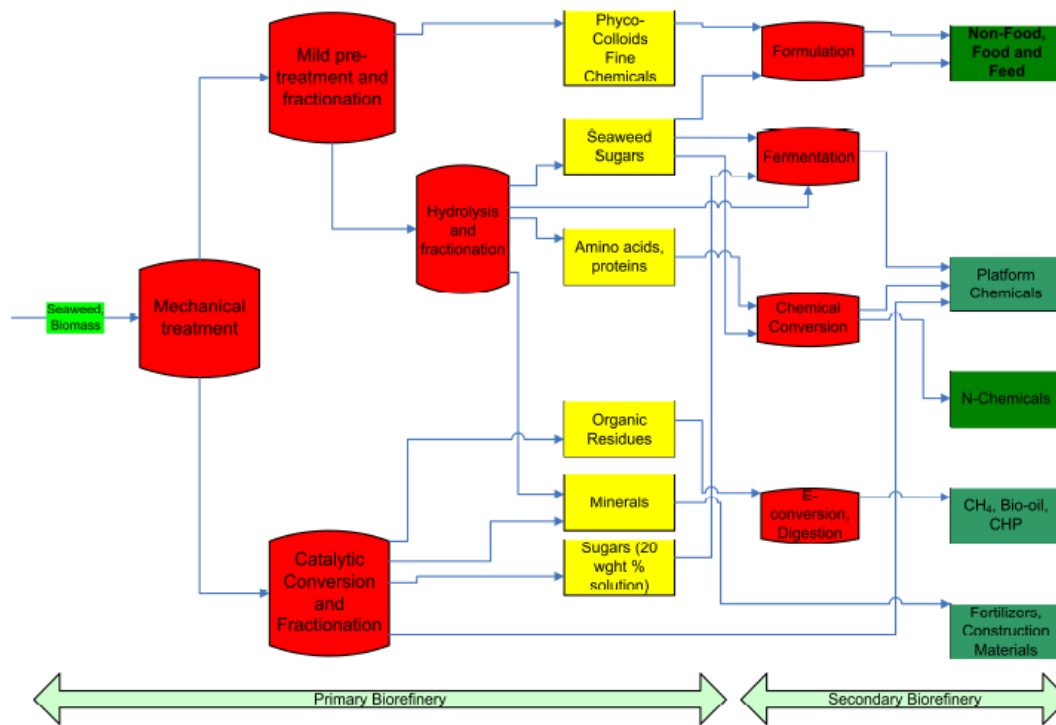 Phyco-
Colloids
Fine
Chemicals
Non-Food,
Food and
Feed
Mild pre-
treatment and
fractionation
Formulation
Seaweed
Sugars
Fermentation
Hydrolysis
and
fractionation
Amino acids,
proteins
Platform
Chemicals
Seaweed,
Biomass
Mechanical
treatment
Chemical
Conversion
N-Chemicals
Organic
Residues
Minerals
E-
conversion,
Digestion
CH₄, Bio-oil,
CHP
Sugars (20
wght %
solution)
Catalytic
Conversion
and
Fractionation
Fertilizers,
Construction
Materials
Primary Biorefinery
Secondary Biorefinery